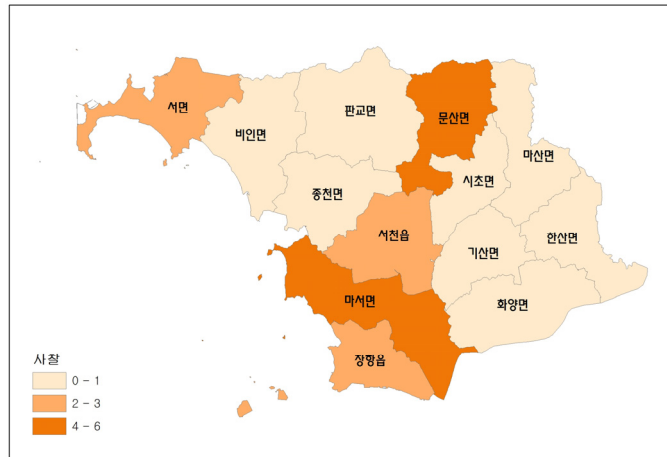 서면
비인면
판교면
문산면
마산면
시초면
종천면
서천읍
한산면
기산면
마서면
화양면
장항읍
사찰
0 - 1
2 - 3
4 - 6